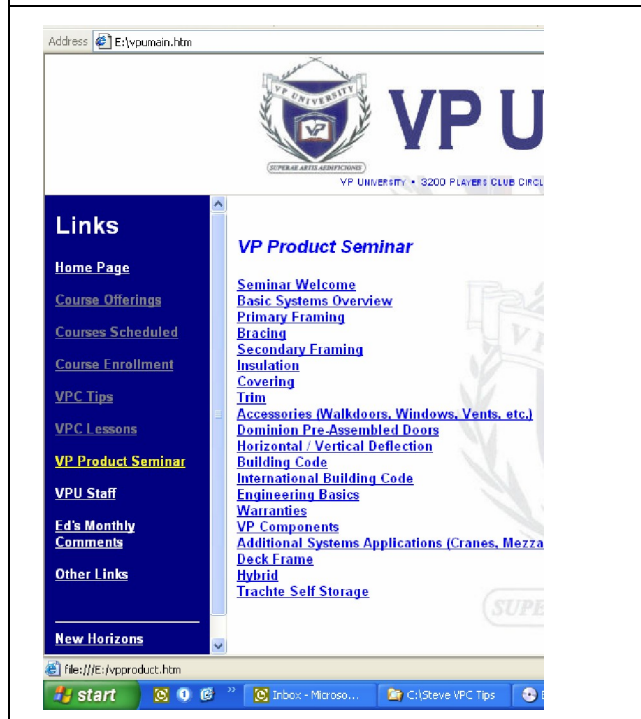 Address E:\vpumain.htm
VP UNIVERSITY
VP
SUPERAE ARTIS AEDIFICIONES
VP U
VP UNIVERSITY • 3200 PLAYERS CLUB CIRCL
Links
Home Page
Course Offerings
Courses Scheduled
Course Enrollment
VPC Tips
VPC Lessons
VP Product Seminar
VPU Staff
Ed's Monthly
Comments
Other Links
New Horizons
VP Product Seminar
Seminar Welcome
Basic Systems Overview
Primary Framing
Bracing
Secondary Framing
Insulation
Covering
Trim
Accessories (Walkdoors, Windows, Vents, etc.)
Dominion Pre-Assembled Doors
Horizontal / Vertical Deflection
Building Code
International Building Code
Engineering Basics
Warranties
VP Components
Additional Systems Applications (Cranes, Mezza
Deck Frame
Hybrid
Trachte Self Storage
SUPE
file:///E:/vpproduct.htm
start
Inbox - Microso...
C:\Steve VPC Tips